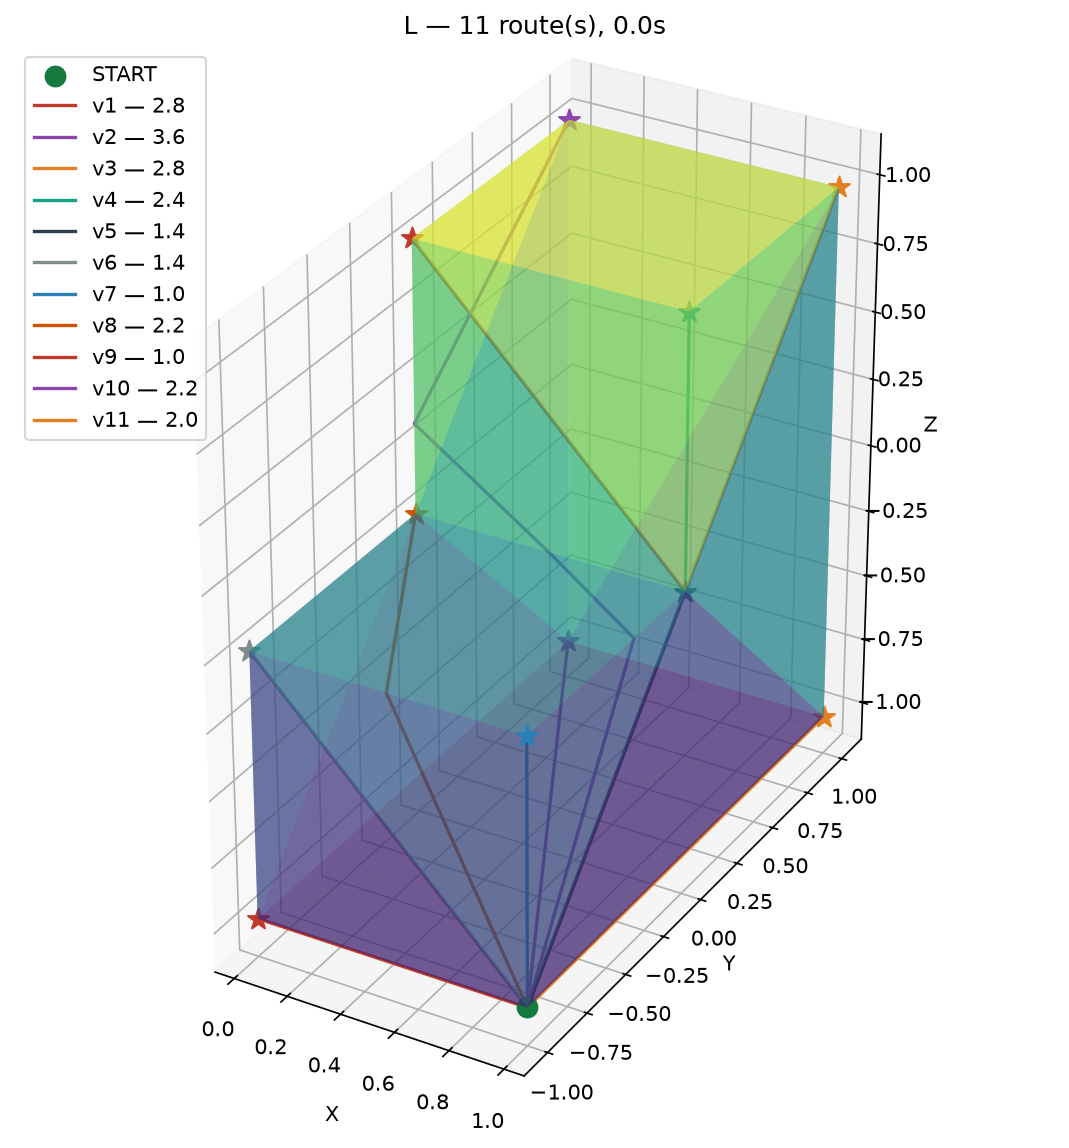 L — 11 route(s), 0.0s
START
v1 — 2.8
v2 — 3.6
v3 — 2.8
v4 — 2.4
v5 — 1.4
v6 — 1.4
v7 — 1.0
v8 — 2.2
v9 — 1.0
v10 — 2.2
v11 — 2.0
1.00
0.75
0.50
0.25
Z
0.00
−0.25
−0.50
−0.75
−1.00
1.00
0.75
0.50
0.25
0.00
Y
−0.25
−0.50
−0.75
−1.00
0.0
0.2
0.4
0.6
0.8
1.0
X